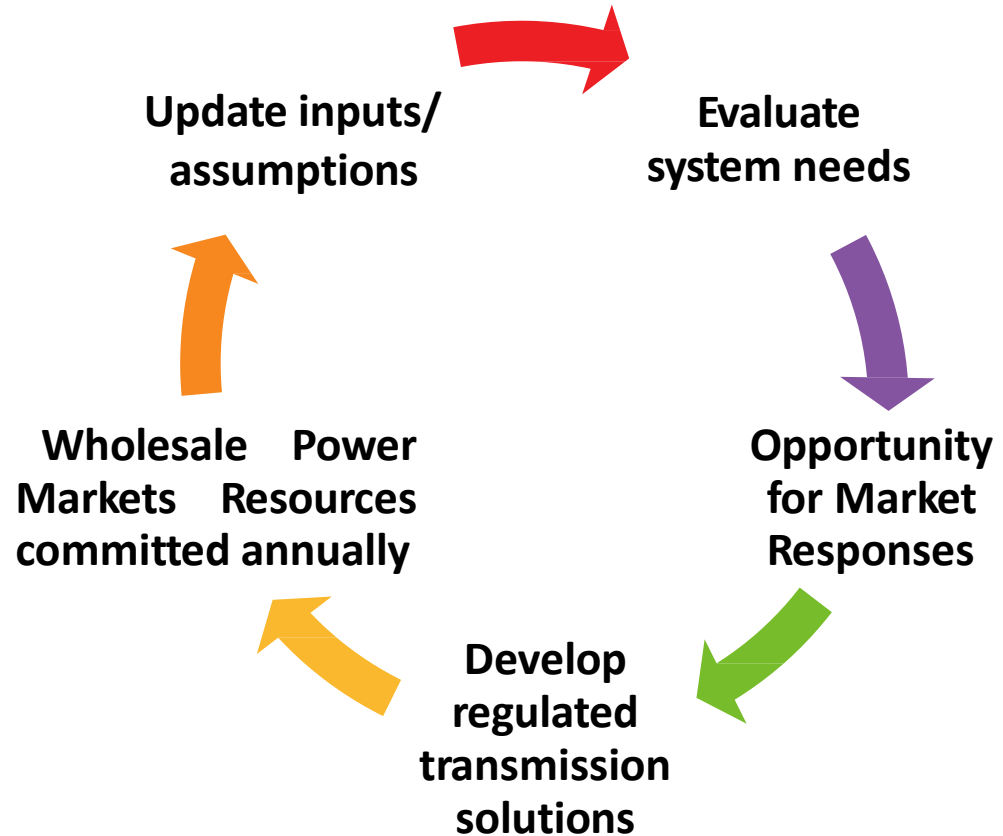 Update inputs/
assumptions
Evaluate
system needs
Opportunity
for Market
Responses
Develop
regulated
transmission
solutions
Wholesale Power
Markets Resources
committed annually